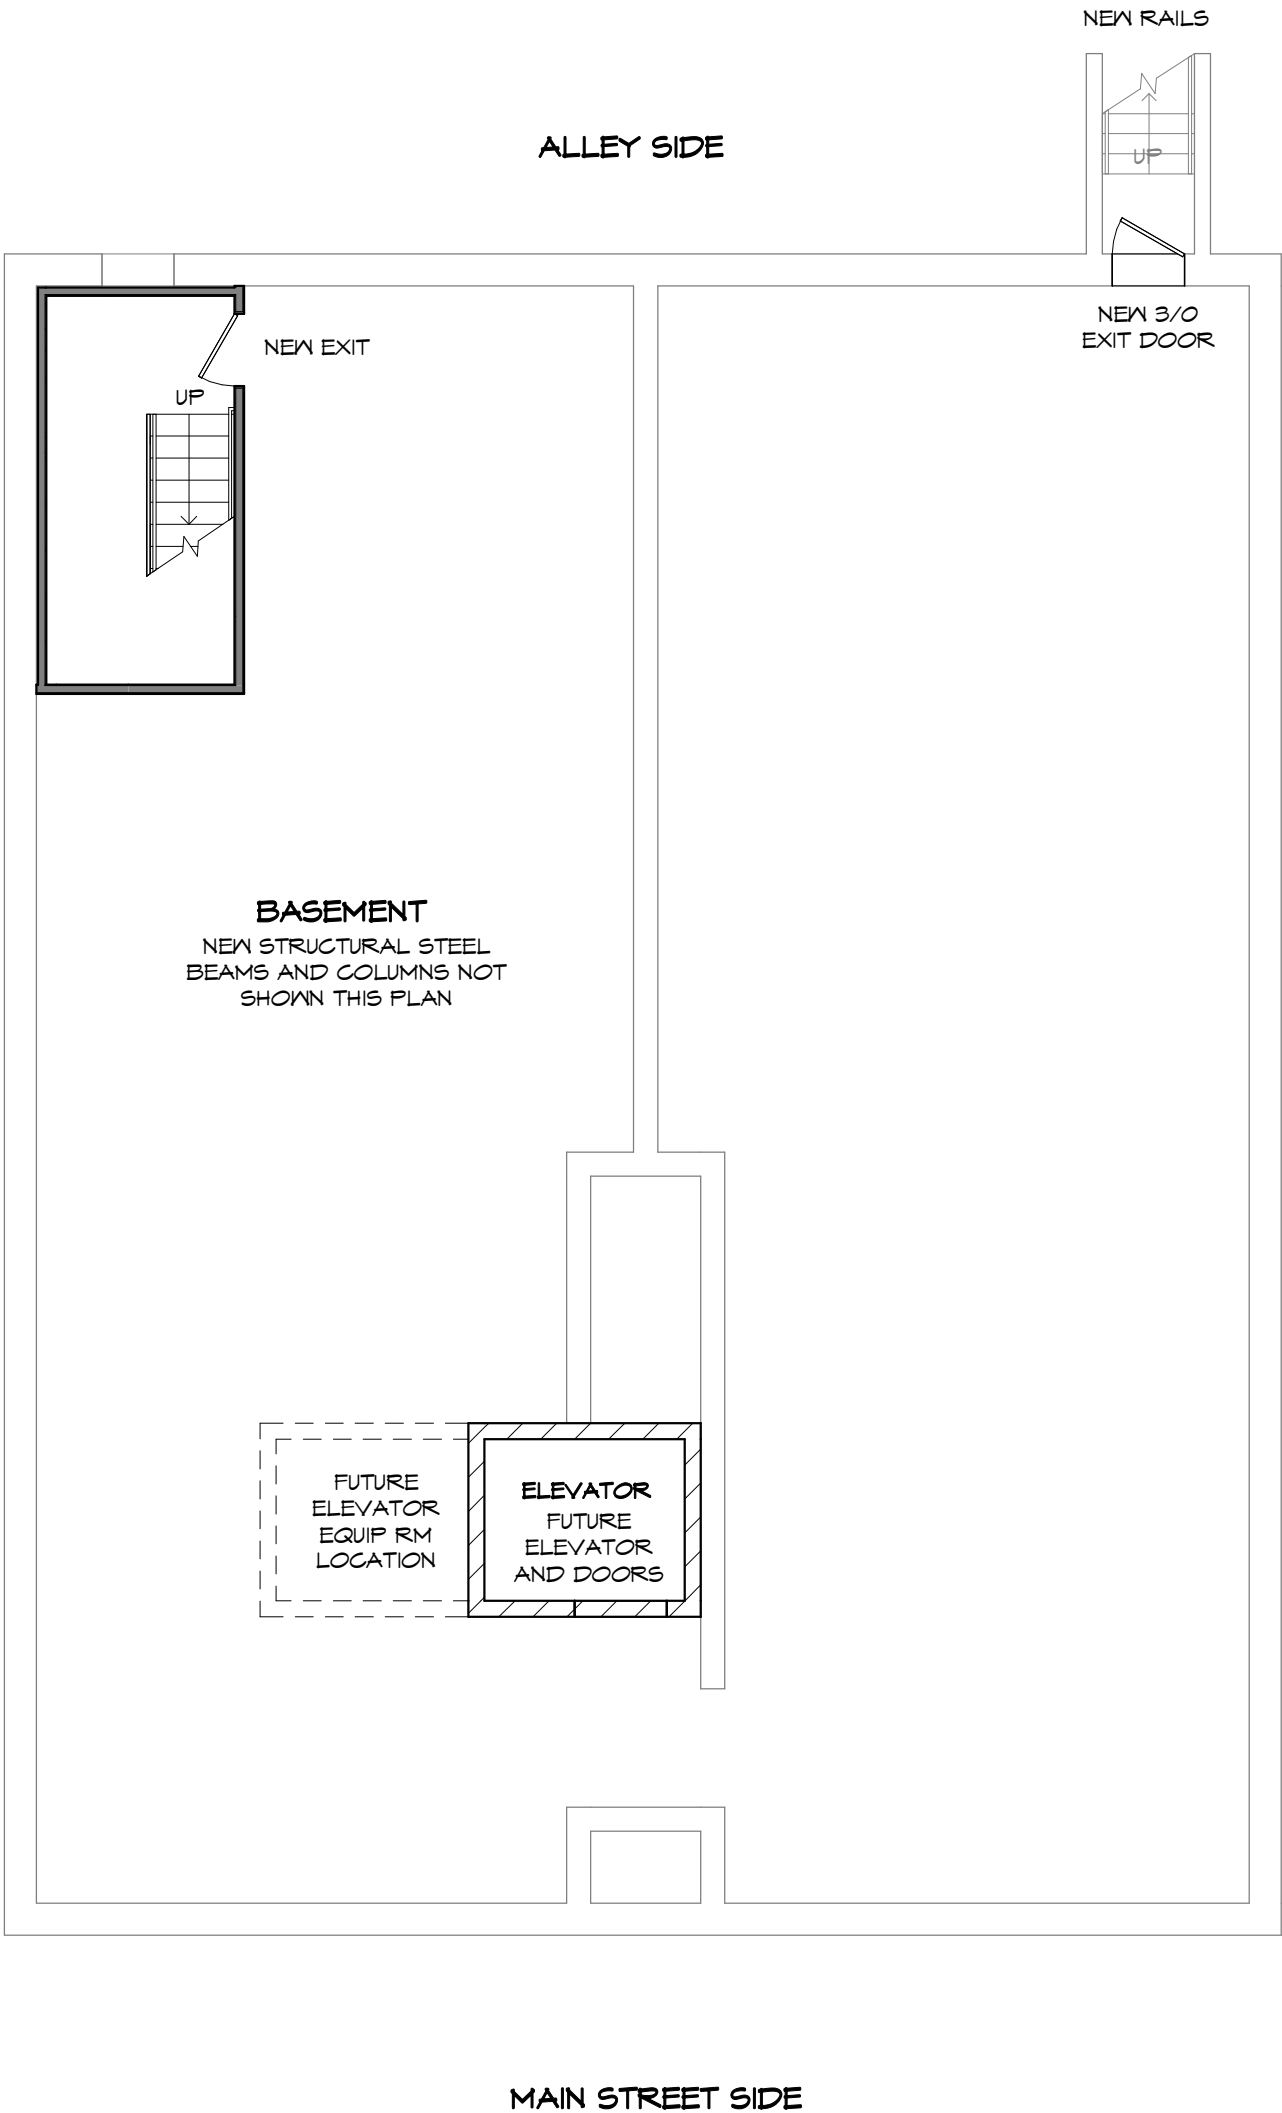 NEW RAILS
ALLEY SIDE
UP
NEW 3/0
EXIT DOOR
NEW EXIT
UP
BASEMENT
NEW STRUCTURAL STEEL
BEAMS AND COLUMNS NOT
SHOWN THIS PLAN
FUTURE
ELEVATOR
EQUIP RM
LOCATION
ELEVATOR
FUTURE
ELEVATOR
AND DOORS
MAIN STREET SIDE